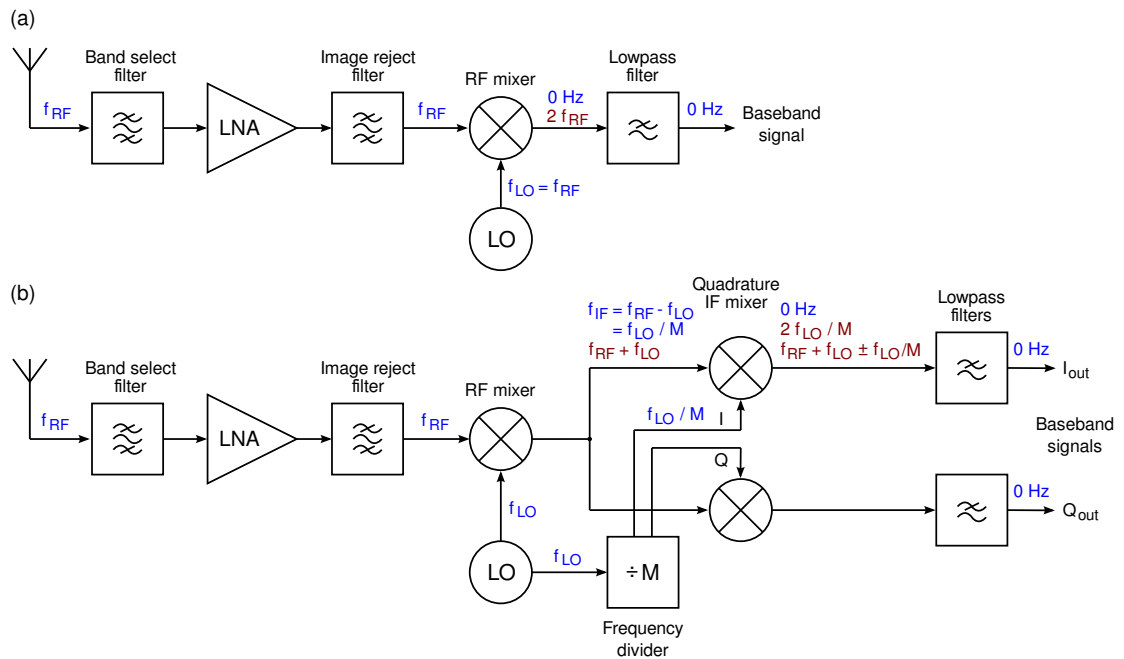 (a)
Band select
filter
Image reject
filter
RF mixer
Lowpass
filter
f RF
LNA
f RF
0 Hz
2 f RF
0 Hz
Baseband
signal
f LO = f RF
LO
(b)
Quadrature
IF mixer
Lowpass
filters
f IF = f RF - f LO
= f LO / M
f RF + f LO
0 Hz
2 f LO / M
f RF + f LO ± f LO/M
0 Hz
I out
Band select
filter
Image reject
filter
RF mixer
f RF
LNA
f RF
f LO / M
I
Q
Baseband
signals
0 Hz
Q out
f LO
LO
f LO
÷ M
Frequency
divider